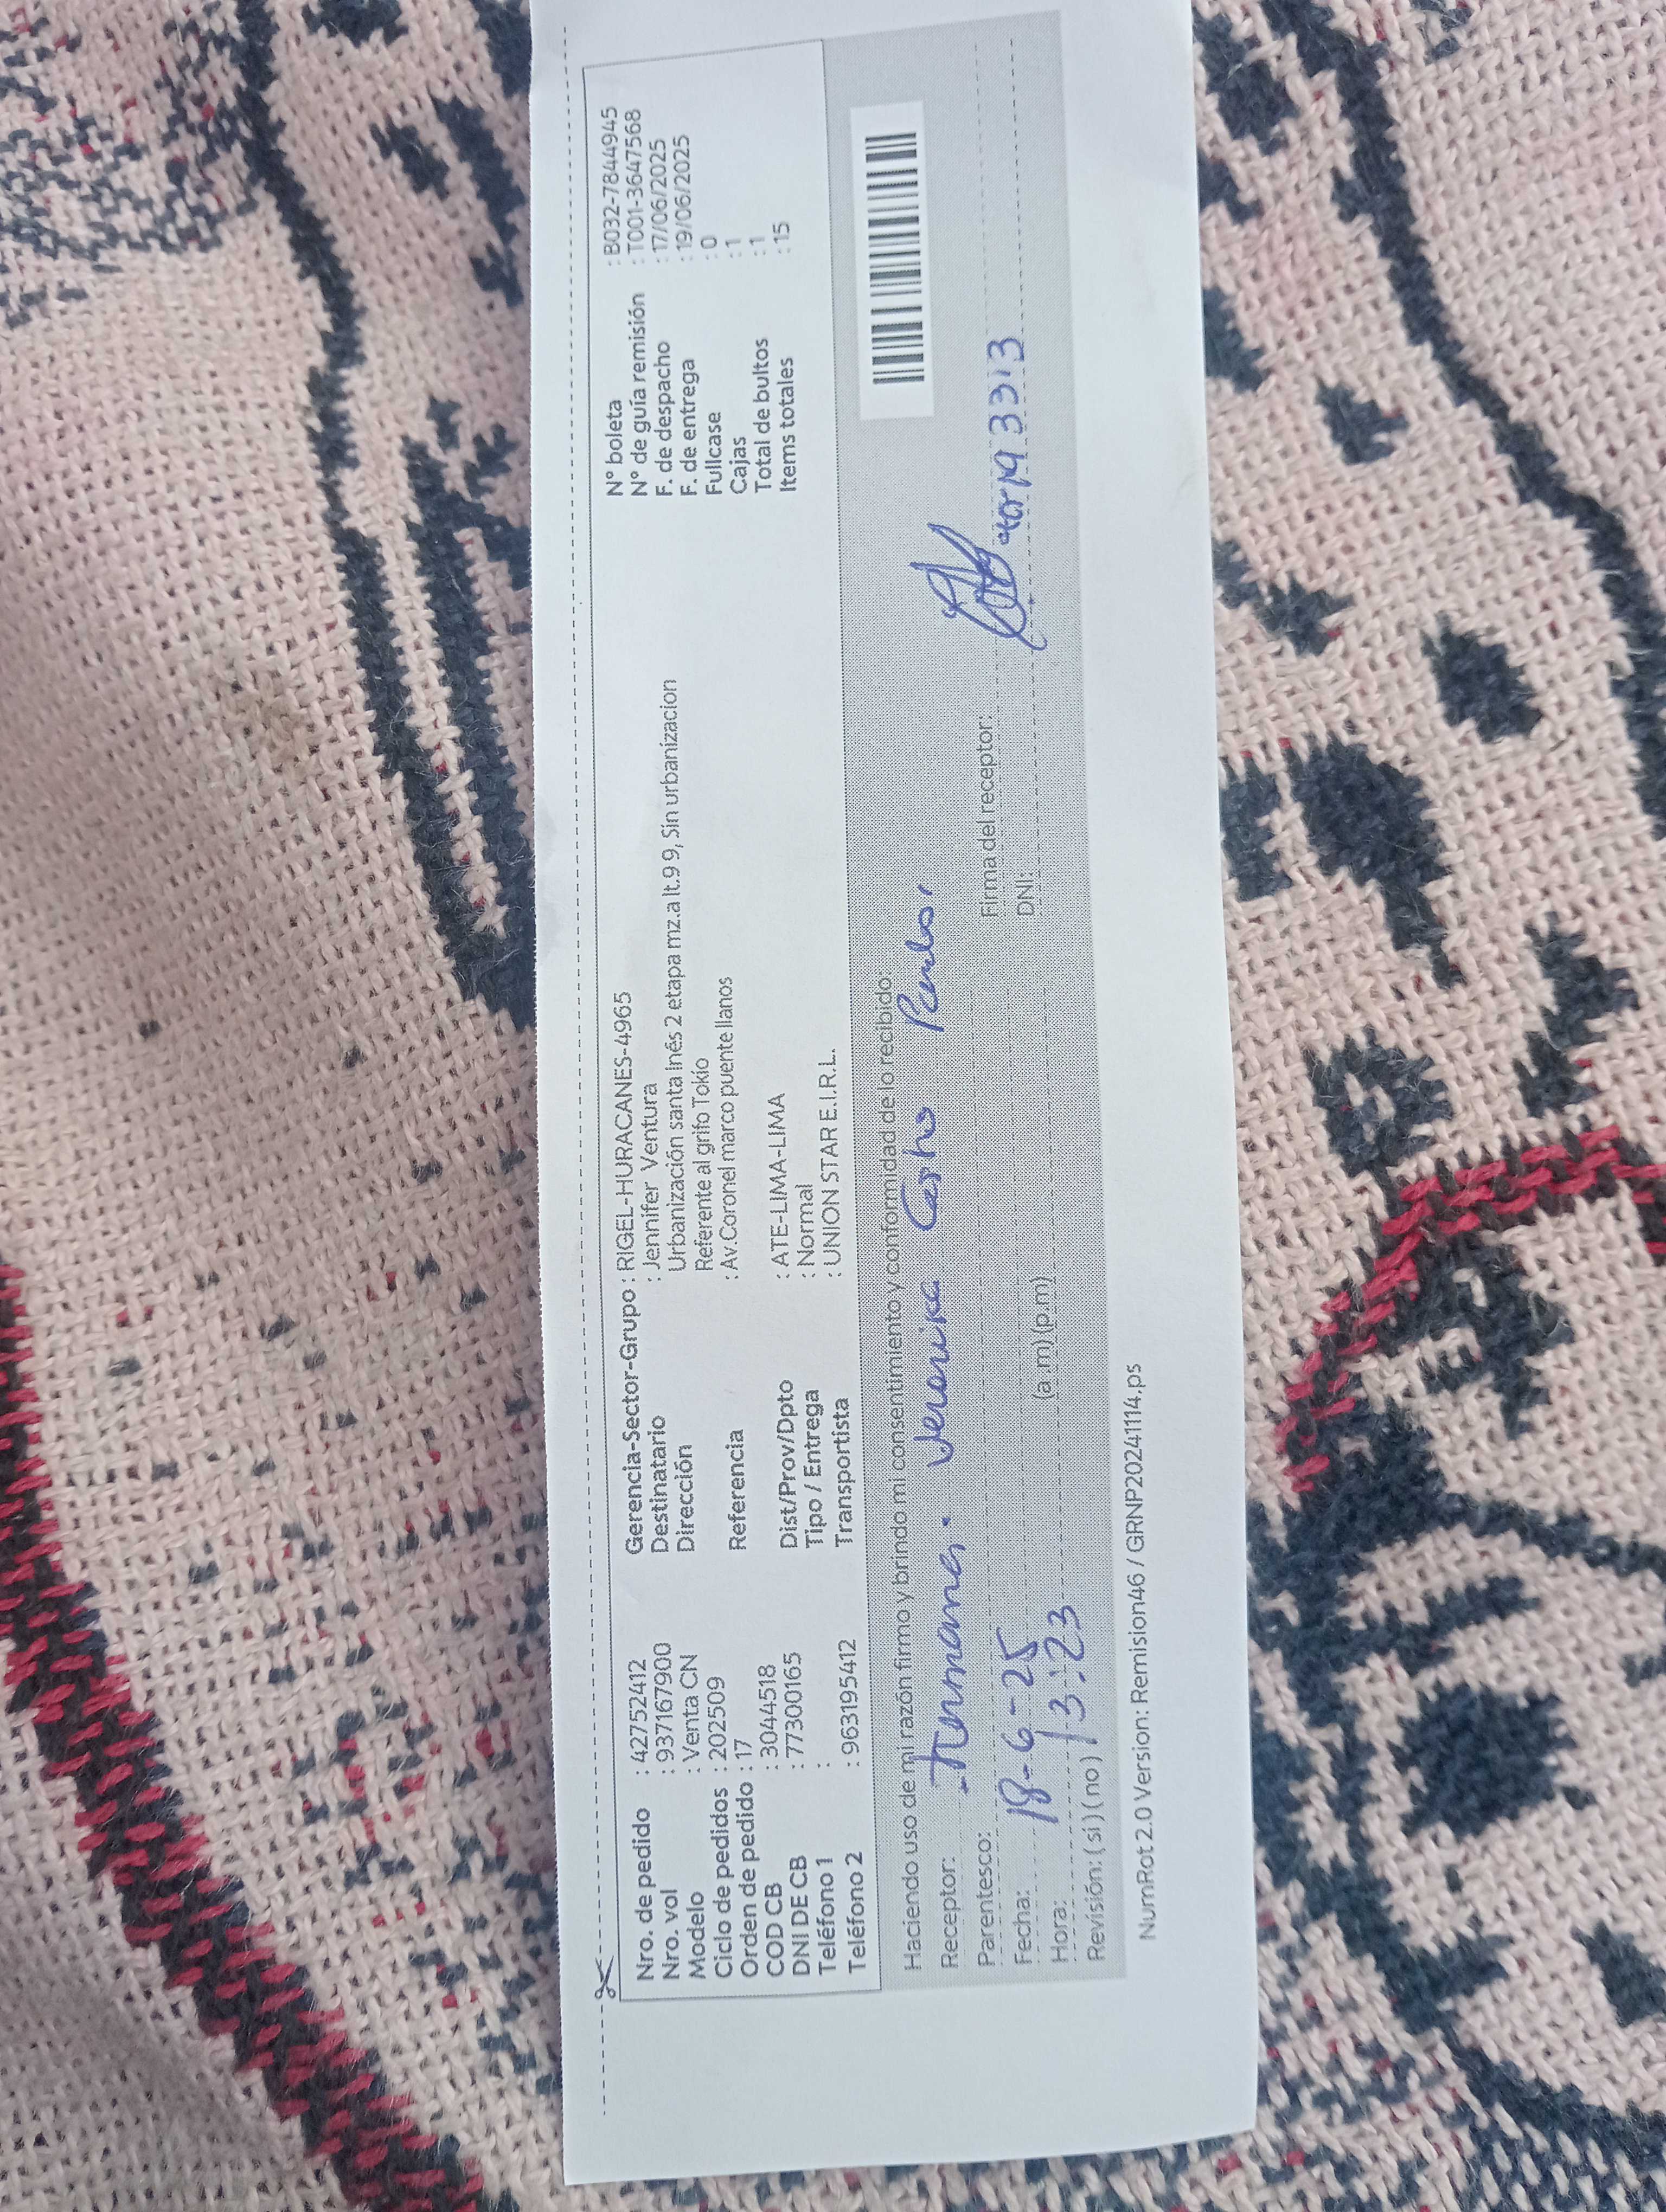 Nro. de pedido : 42752412
Nro. vol : 937167900
Modelo : Venta CN
Ciclo de pedidos : 202509
Orden de pedido : 17
COD CB : 3044518
DNI DE CB : 77300165
Teléfono 1 :
Teléfono 2 : 963195412
Gerencia-Sector-Grupo : RIGEL-HURACANES-4965
Destinatario : Jennifer Ventura
Dirección Urbanización santa Inés 2 etapa mz.a lt.9 9, Sin urbanizacion
Referente al grifo Tokio
Referencia : Av.Coronel marco puente llanos
Dist/Prov/Dpto : ATE-LIMA-LIMA
Tipo / Entrega : Normal
Transportista : UNION STAR E.I.R.L.
N° boleta : B032-7844945
N° de guía remisión : T001-3647568
F. de despacho : 17/06/2025
F. de entrega : 19/06/2025
Fullcase : 0
Cajas : 1
Total de bultos : 1
Items totales : 15
Haciendo uso de mi razón firmo y brindo mi consentimiento y conformidad de lo recibido:
Receptor:
Parentesco:
Fecha: 18-6-25
Hora: 13:23 (a.m) (p.m)
Revisión: ( si ) ( no )
Firma del receptor:
DNI:
NumRot 2.0 Version: Remision46 / GRNP20241114.ps